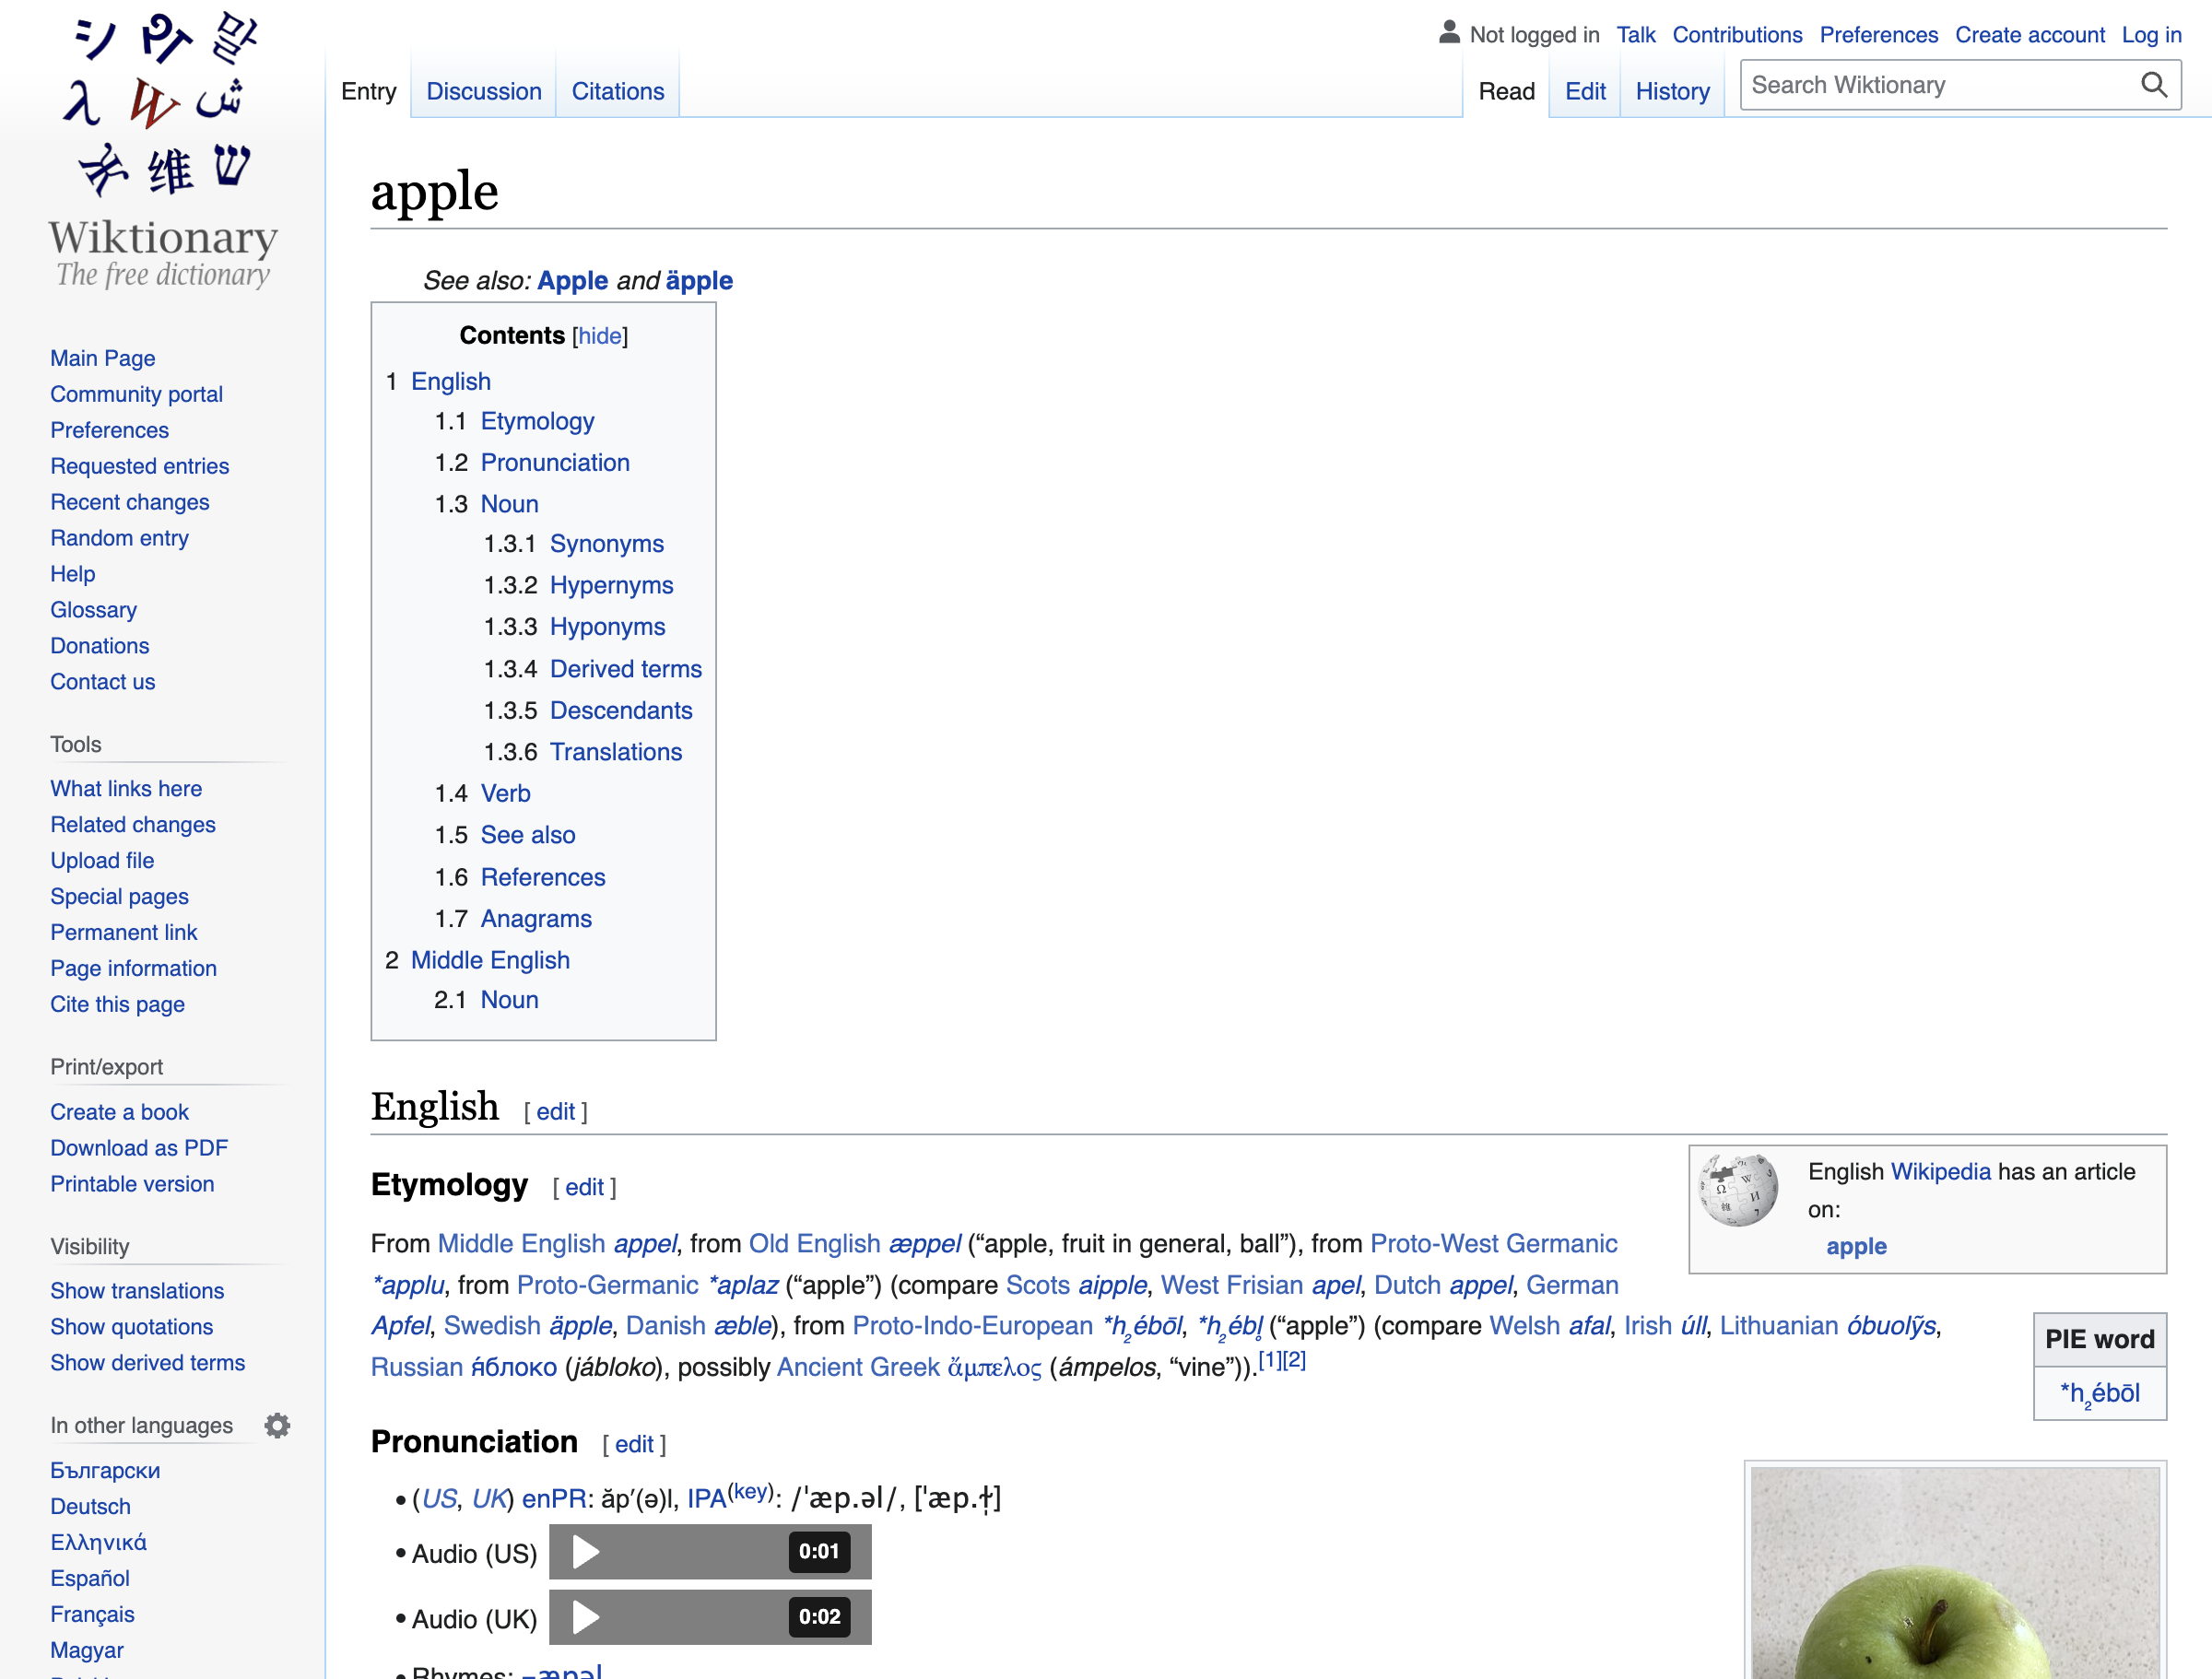 シ や 말
λ W ش
维 ש
Wiktionary
The free dictionary
Not logged in Talk Contributions Preferences Create account Log in
Entry Discussion Citations Read Edit History Search Wiktionary
Main Page
Community portal
Preferences
Requested entries
Recent changes
Random entry
Help
Glossary
Donations
Contact us
Tools
What links here
Related changes
Upload file
Special pages
Permanent link
Page information
Cite this page
Print/export
Create a book
Download as PDF
Printable version
Visibility
Show translations
Show quotations
Show derived terms
In other languages
Български
Deutsch
Ελληνικά
Español
Français
Magyar
apple
See also: Apple and äpple
Contents [hide]
1 English
1.1 Etymology
1.2 Pronunciation
1.3 Noun
1.3.1 Synonyms
1.3.2 Hypernyms
1.3.3 Hyponyms
1.3.4 Derived terms
1.3.5 Descendants
1.3.6 Translations
1.4 Verb
1.5 See also
1.6 References
1.7 Anagrams
2 Middle English
2.1 Noun
English [ edit ]
Etymology [ edit ]
From Middle English appel, from Old English æppel (“apple, fruit in general, ball”), from Proto-West Germanic
*applu, from Proto-Germanic *aplaz (“apple”) (compare Scots aipple, West Frisian apel, Dutch appel, German
Apfel, Swedish äpple, Danish æble), from Proto-Indo-European *h₂ébōl, *h₂ébl̥ (“apple”) (compare Welsh afal, Irish úll, Lithuanian óbuolỹs,
Russian я́блоко (jábloko), possibly Ancient Greek ἄμπελος (ámpelos, “vine”)).[1][2]
English Wikipedia has an article
on:
apple
PIE word
*h₂ébōl
Pronunciation [ edit ]
• (US, UK) enPR: ăp′(ə)l, IPA(key): /ˈæp.əl/, [ˈæp.ɫ̩]
• Audio (US) 0:01
• Audio (UK) 0:02
• Rhymes: -æpəl